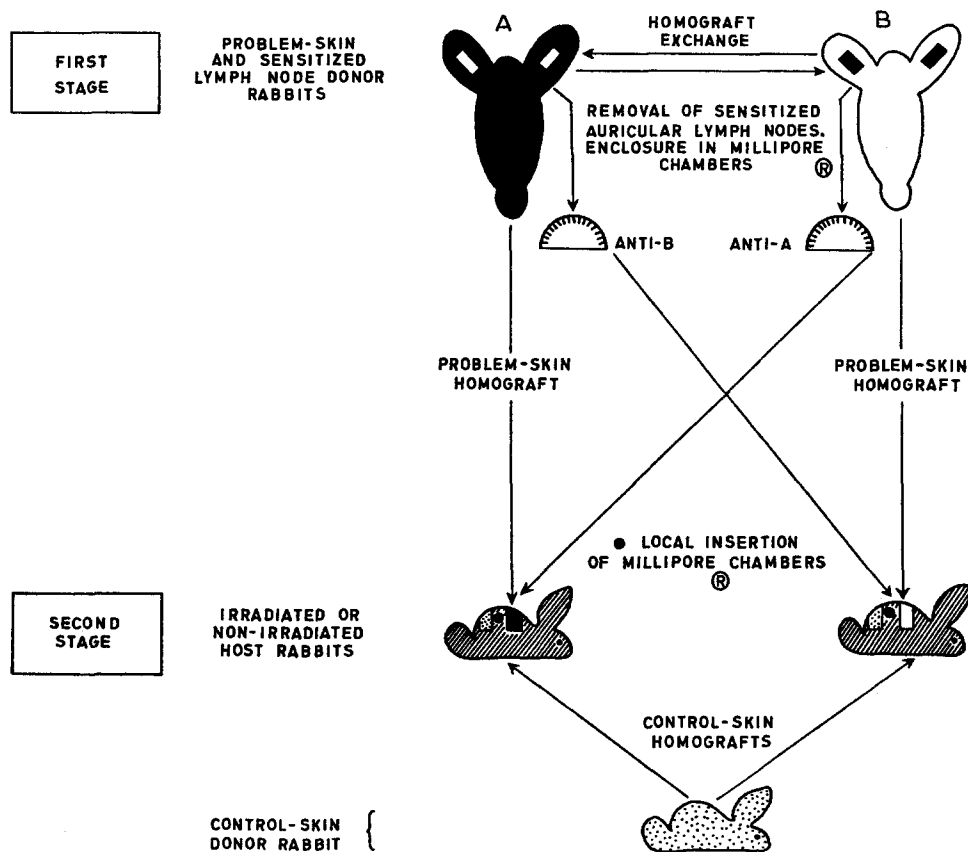 FIRST
STAGE
PROBLEM-SKIN
AND SENSITIZED
LYMPH NODE DONOR
RABBITS
A
HOMOGRAFT
EXCHANGE
B
REMOVAL OF SENSITIZED
AURICULAR LYMPH NODES.
ENCLOSURE IN MILLIPORE
CHAMBERS
®
ANTI-B
ANTI-A
PROBLEM-SKIN
HOMOGRAFT
PROBLEM-SKIN
HOMOGRAFT
● LOCAL INSERTION
OF MILLIPORE CHAMBERS
®
SECOND
STAGE
IRRADIATED OR
NON-IRRADIATED
HOST RABBITS
CONTROL-SKIN
HOMOGRAFTS
CONTROL-SKIN
DONOR RABBIT {